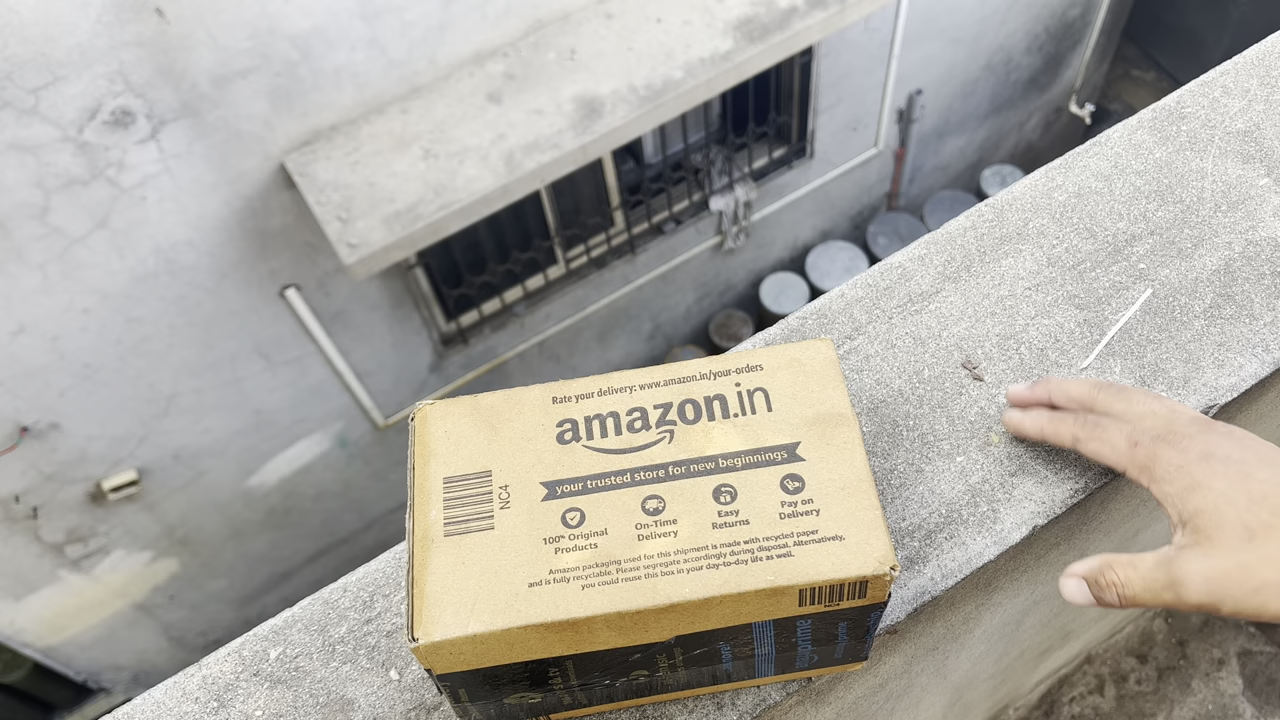 Rate your delivery: www.amazon.in/your-orders
amazon.in
your trusted store for new beginnings
NC4
100% Original
Products
On-Time
Delivery
Easy
Returns
Pay on
Delivery
Amazon packaging used for this shipment is made with recycled paper
and is fully recyclable. Please segregate accordingly during disposal. Alternatively,
you could reuse this box in your day-to-day life as well.
NC4
prime
prime